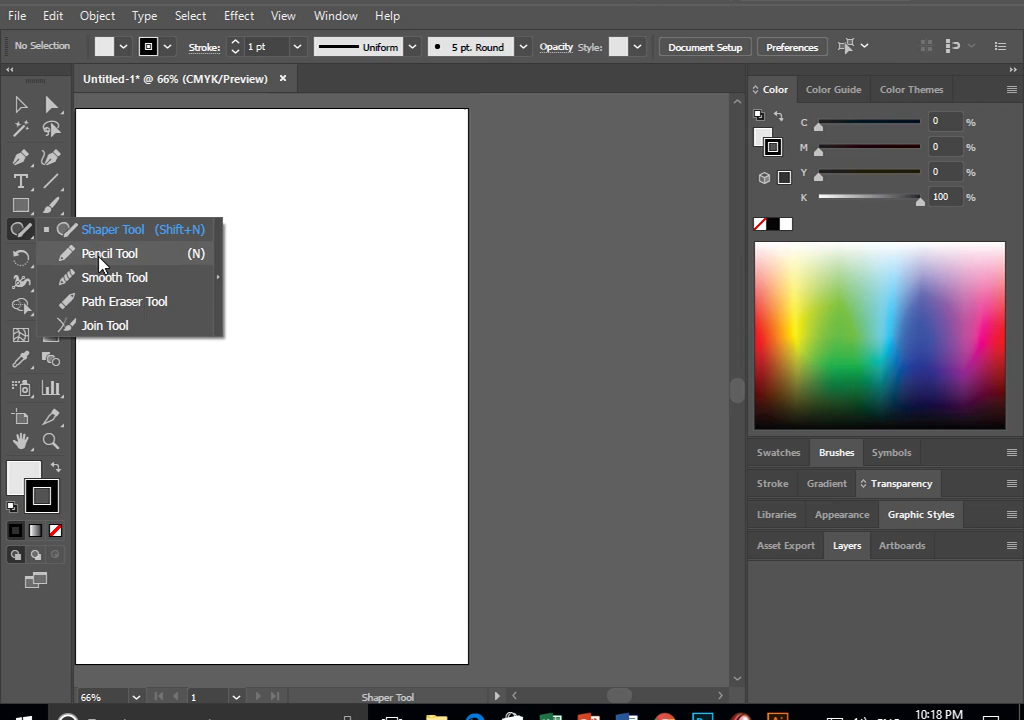 File Edit Object Type Select Effect View Window Help
No Selection Stroke: 1 pt Uniform 5 pt. Round Opacity Style: Document Setup Preferences
Untitled-1* @ 66% (CMYK/Preview) ×
Color Color Guide Color Themes
C 0 %
M 0 %
Y 0 %
K 100 %
Shaper Tool (Shift+N)
Pencil Tool (N)
Smooth Tool
Path Eraser Tool
Join Tool
Swatches Brushes Symbols
Stroke Gradient Transparency
Libraries Appearance Graphic Styles
Asset Export Layers Artboards
66% 1 Shaper Tool
10:18 PM